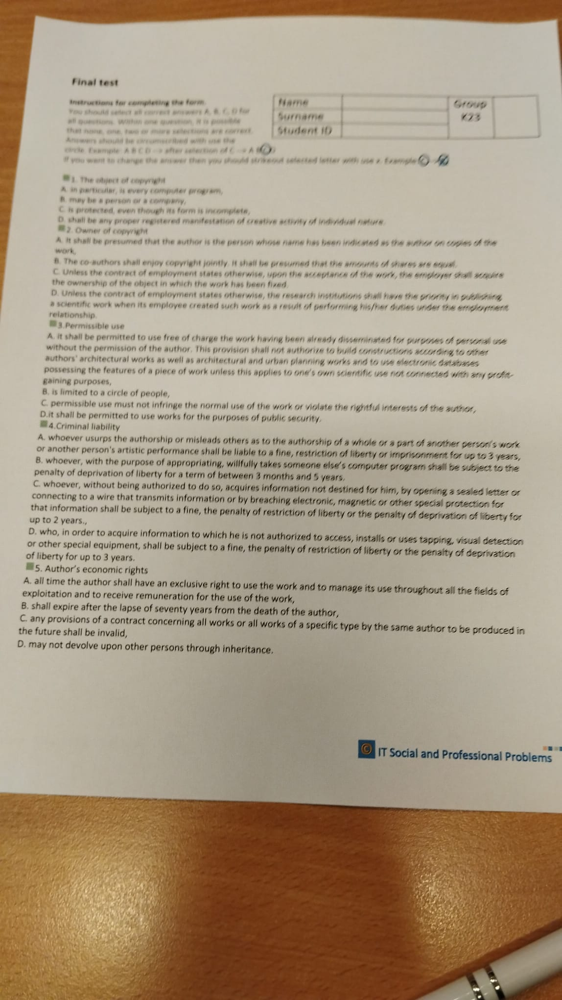 Final test
Instructions for completing the form.
You should select all correct answers A, B, C, D for
all questions. Within one question, it is possible
that none, one, two or more selections are correct.
Answers should be circumscribed with use the
circle. Example: A B C D --> after selection of C --> A B C D
If you want to change the answer then you should strikeout selected letter with use x. Example
Name
Surname
Student ID
Group
K23
1. The object of copyright
A. in particular, is every computer program,
B. may be a person or a company,
C. is protected, even though its form is incomplete,
D. shall be any proper registered manifestation of creative activity of individual nature.
2. Owner of copyright
A. It shall be presumed that the author is the person whose name has been indicated as the author on copies of the
work,
B. The co-authors shall enjoy copyright jointly. It shall be presumed that the amounts of shares are equal.
C. Unless the contract of employment states otherwise, upon the acceptance of the work, the employer shall acquire
the ownership of the object in which the work has been fixed.
D. Unless the contract of employment states otherwise, the research institutions shall have the priority in publishing
a scientific work when its employee created such work as a result of performing his/her duties under the employment
relationship.
3.Permissible use
A. it shall be permitted to use free of charge the work having been already disseminated for purposes of personal use
without the permission of the author. This provision shall not authorize to build constructions according to other
authors' architectural works as well as architectural and urban planning works and to use electronic databases
possessing the features of a piece of work unless this applies to one's own scientific use not connected with any profit-
gaining purposes,
B. is limited to a circle of people,
C. permissible use must not infringe the normal use of the work or violate the rightful interests of the author,
D.it shall be permitted to use works for the purposes of public security.
4.Criminal liability
A. whoever usurps the authorship or misleads others as to the authorship of a whole or a part of another person's work
or another person's artistic performance shall be liable to a fine, restriction of liberty or imprisonment for up to 3 years,
B. whoever, with the purpose of appropriating, willfully takes someone else's computer program shall be subject to the
penalty of deprivation of liberty for a term of between 3 months and 5 years.
C. whoever, without being authorized to do so, acquires information not destined for him, by opening a sealed letter or
connecting to a wire that transmits information or by breaching electronic, magnetic or other special protection for
that information shall be subject to a fine, the penalty of restriction of liberty or the penalty of deprivation of liberty for
up to 2 years.,
D. who, in order to acquire information to which he is not authorized to access, installs or uses tapping, visual detection
or other special equipment, shall be subject to a fine, the penalty of restriction of liberty or the penalty of deprivation
of liberty for up to 3 years.
5. Author's economic rights
A. all time the author shall have an exclusive right to use the work and to manage its use throughout all the fields of
exploitation and to receive remuneration for the use of the work,
B. shall expire after the lapse of seventy years from the death of the author,
C. any provisions of a contract concerning all works or all works of a specific type by the same author to be produced in
the future shall be invalid,
D. may not devolve upon other persons through inheritance.
© IT Social and Professional Problems